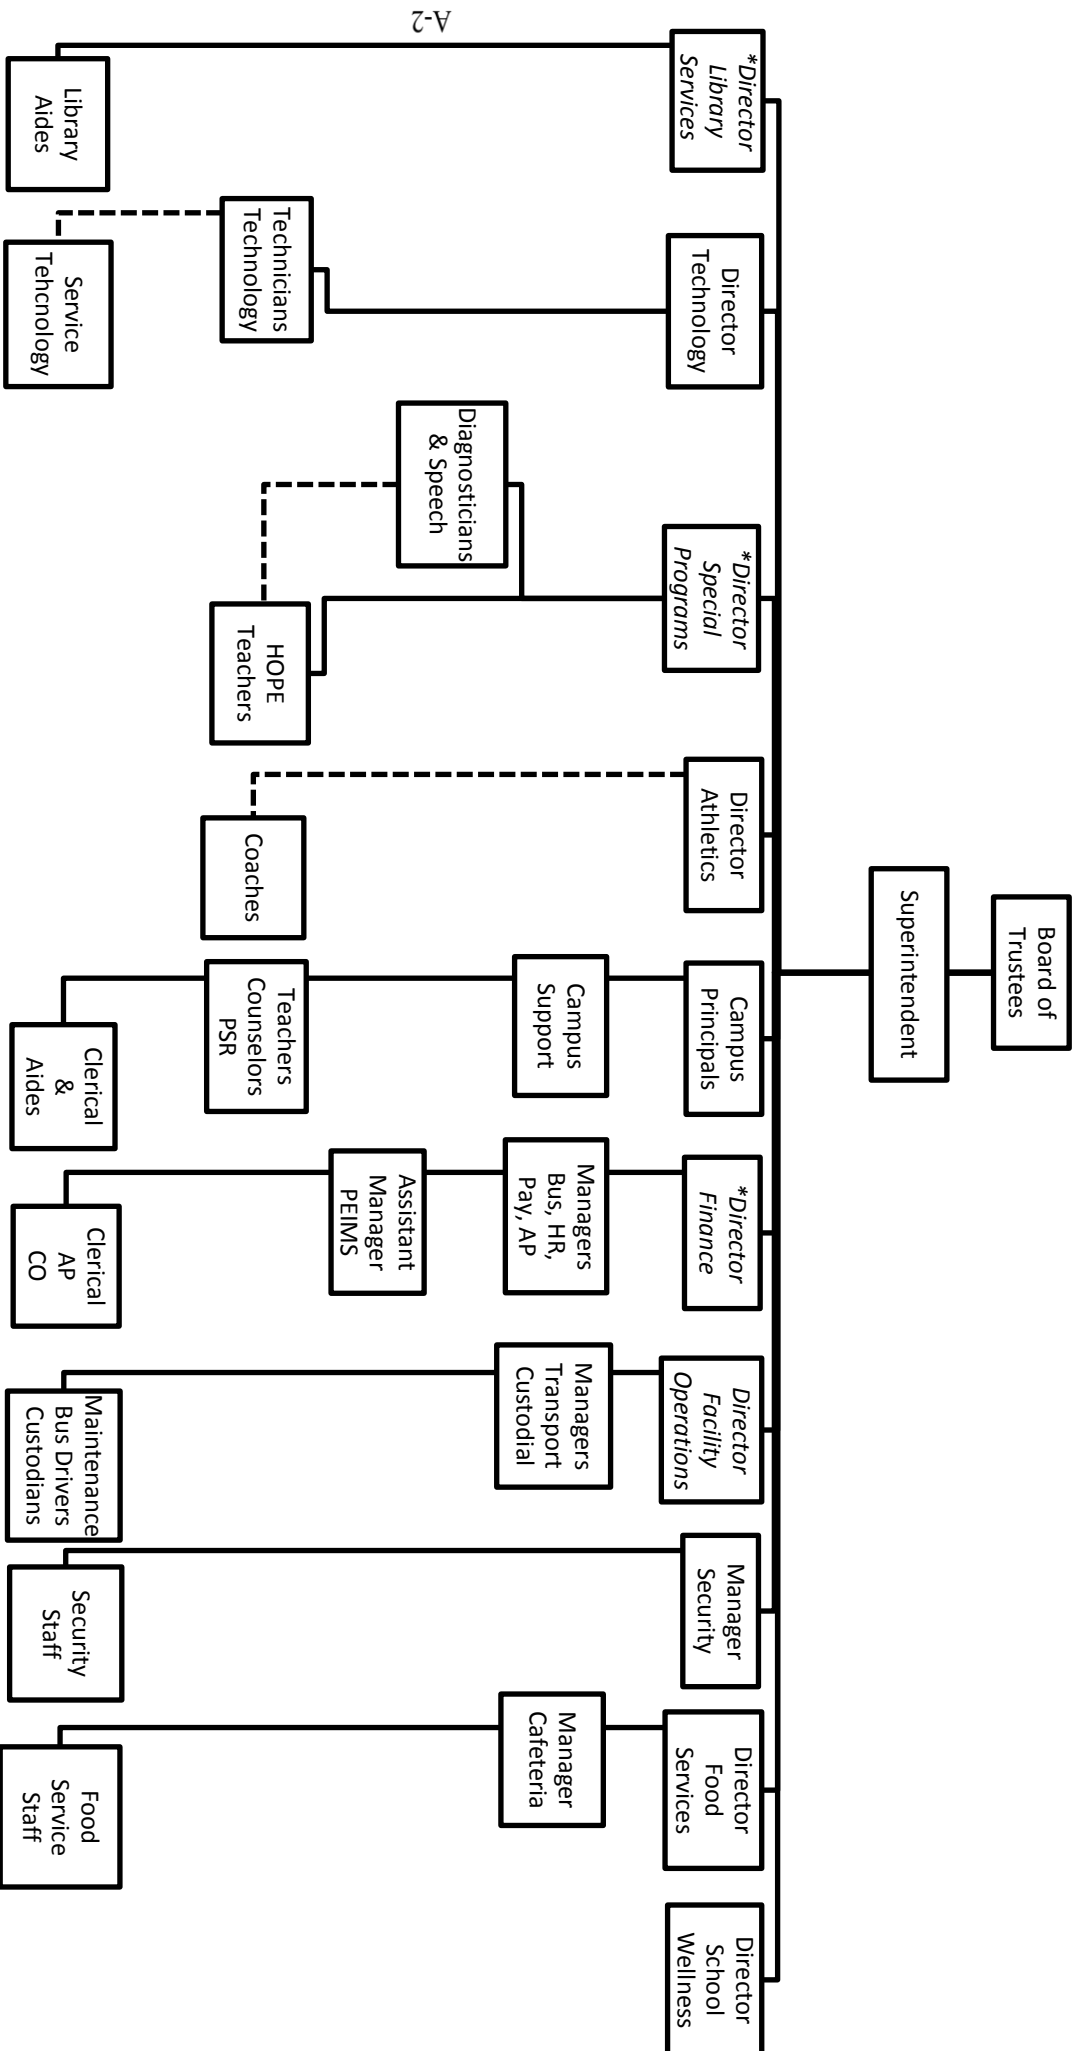 Board of
Trustees
Superintendent
*Director
Library
Services
Director
Technology
*Director
Special
Programs
Director
Athletics
Campus
Principals
*Director
Finance
Director
Facility
Operations
Manager
Security
Director
Food
Services
Director
School
Wellness
Diagnosticians
& Speech
Campus
Support
Managers
Bus, HR,
Pay, AP
Managers
Transport
Custodial
Manager
Cafeteria
Technicians
Technology
HOPE
Teachers
Coaches
Teachers
Counselors
PSR
Assistant
Manager
PEIMS
Library
Aides
Service
Tehcnology
Clerical
&
Aides
Clerical
AP
CO
Maintenance
Bus Drivers
Custodians
Security
Staff
Food
Service
Staff
A-2